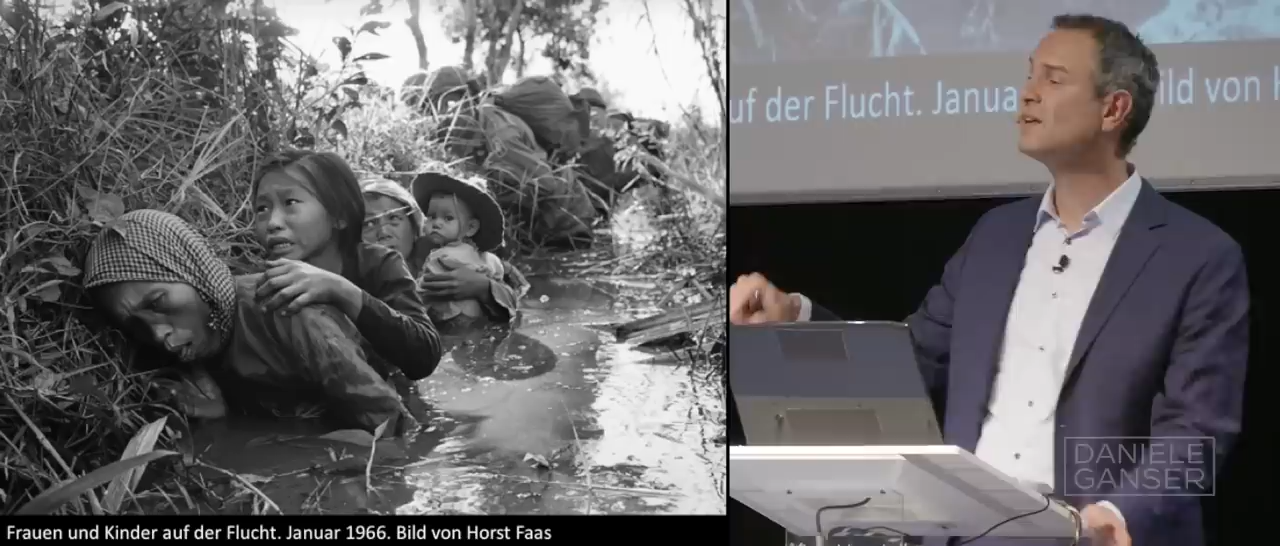 Frauen und Kinder auf der Flucht. Januar 1966. Bild von Horst Faas
uf der Flucht. Janua ild von
DANIELE
GANSER